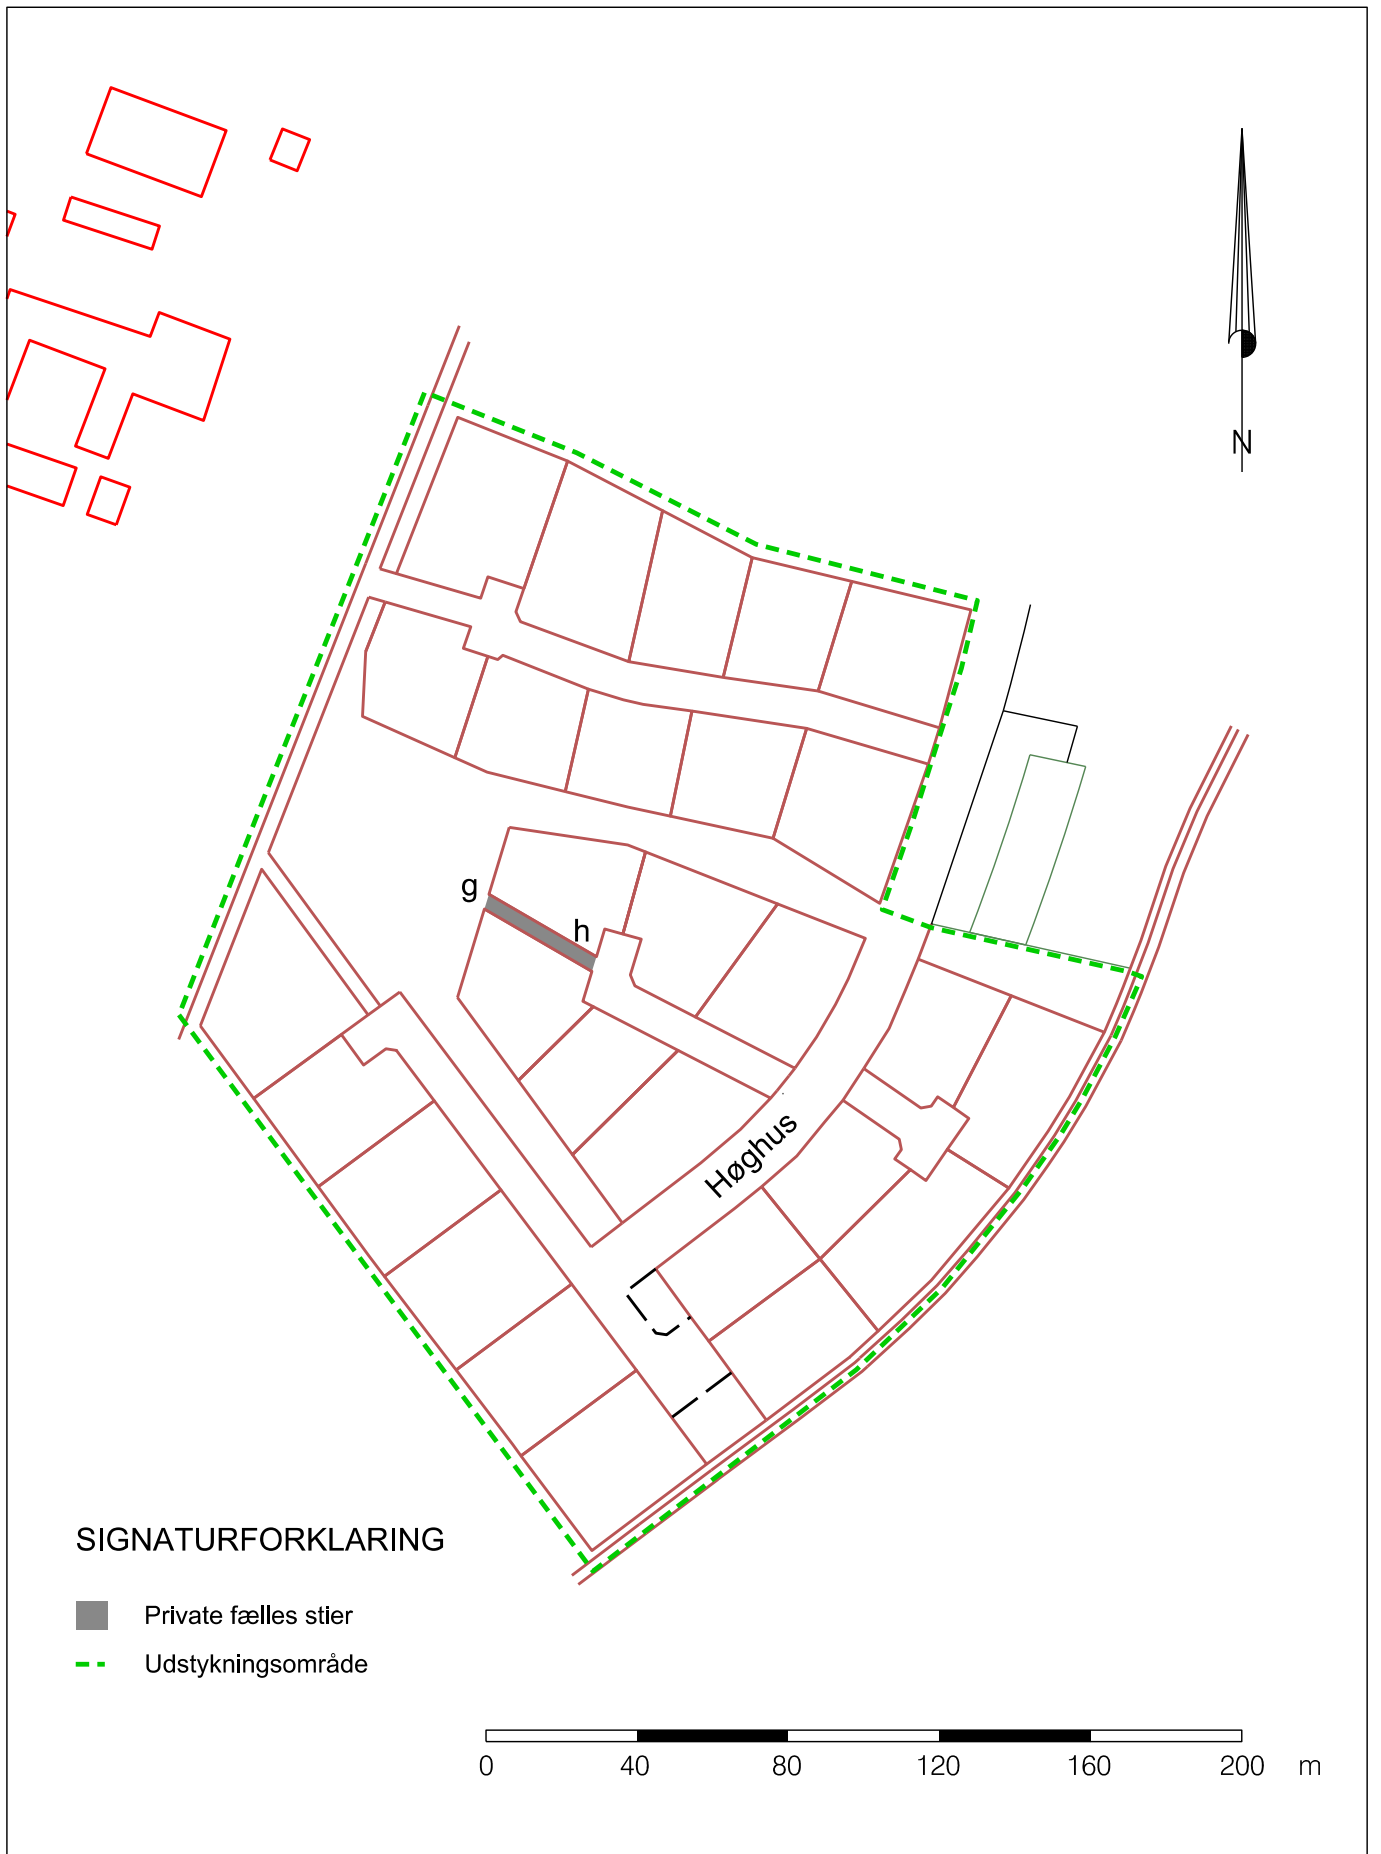 N
g
h
Høghus
SIGNATURFORKLARING
Private fælles stier
Udstykningsområde
0 40 80 120 160 200 m